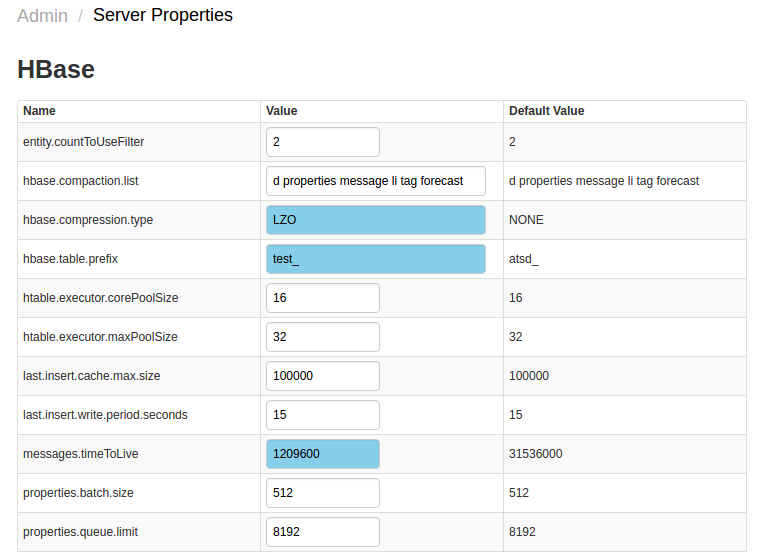 Admin / Server Properties
HBase
Name Value Default Value
entity.countToUseFilter 2 2
hbase.compaction.list d properties message li tag forecast d properties message li tag forecast
hbase.compression.type LZO NONE
hbase.table.prefix test_ atsd_
htable.executor.corePoolSize 16 16
htable.executor.maxPoolSize 32 32
last.insert.cache.max.size 100000 100000
last.insert.write.period.seconds 15 15
messages.timeToLive 1209600 31536000
properties.batch.size 512 512
properties.queue.limit 8192 8192